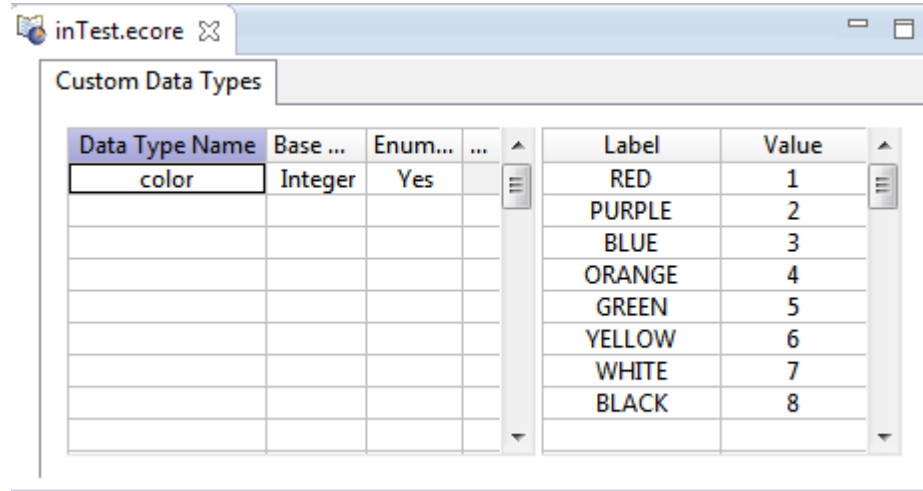 inTest.ecore
Custom Data Types
Data Type Name Base ... Enum... ... Label Value
color Integer Yes RED 1
PURPLE 2
BLUE 3
ORANGE 4
GREEN 5
YELLOW 6
WHITE 7
BLACK 8